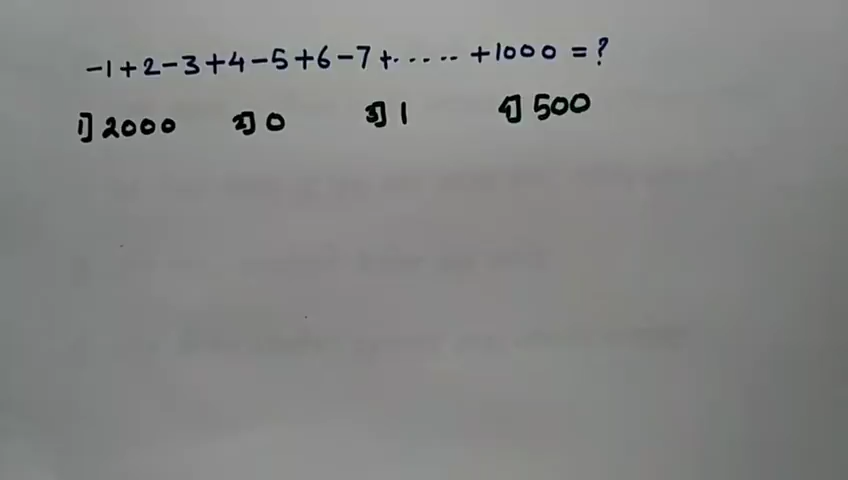 -1+2-3+4-5+6-7+......+1000 = ?
1] 2000 2] 0 3] 1 4] 500